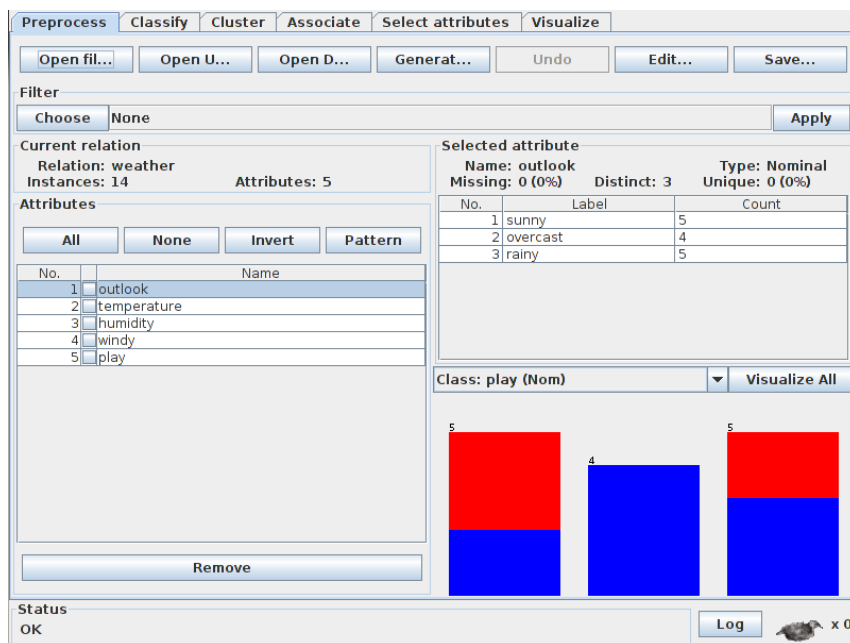 Preprocess Classify Cluster Associate Select attributes Visualize
Open fil... Open U... Open D... Generat... Undo Edit... Save...
Filter
Choose None Apply
Current relation
Relation: weather
Instances: 14 Attributes: 5
Selected attribute
Name: outlook Type: Nominal
Missing: 0 (0%) Distinct: 3 Unique: 0 (0%)
No. Label Count
1 sunny 5
2 overcast 4
3 rainy 5
Attributes
All None Invert Pattern
No. Name
1 outlook
2 temperature
3 humidity
4 windy
5 play
Remove
Class: play (Nom) Visualize All
5 4 5
Status
OK
Log x 0